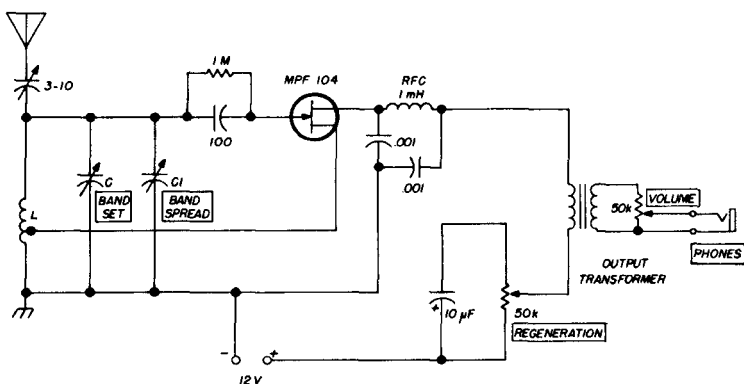 3-10
1 M
100
MPF 104
RFC
1 mH
.001
.001
C
BAND
SET
C1
BAND
SPREAD
L
10 µF
+
50k
REGENERATION
OUTPUT
TRANSFORMER
50k
VOLUME
PHONES
- +
12 V